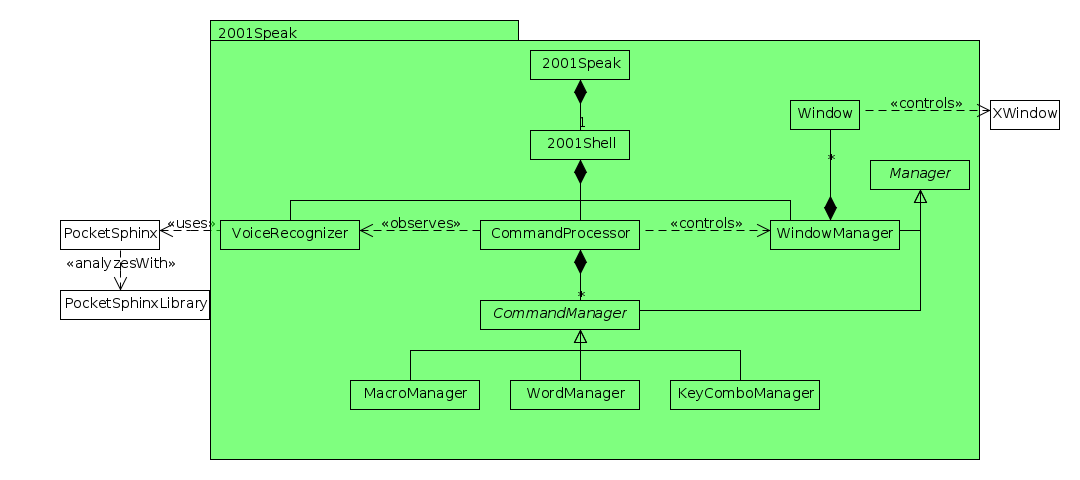 2001Speak
2001Speak
Window
«controls»
XWindow
1
2001Shell
*
Manager
PocketSphinx
«uses»
VoiceRecognizer
«observes»
CommandProcessor
«controls»
WindowManager
«analyzesWith»
PocketSphinxLibrary
*
CommandManager
MacroManager
WordManager
KeyComboManager